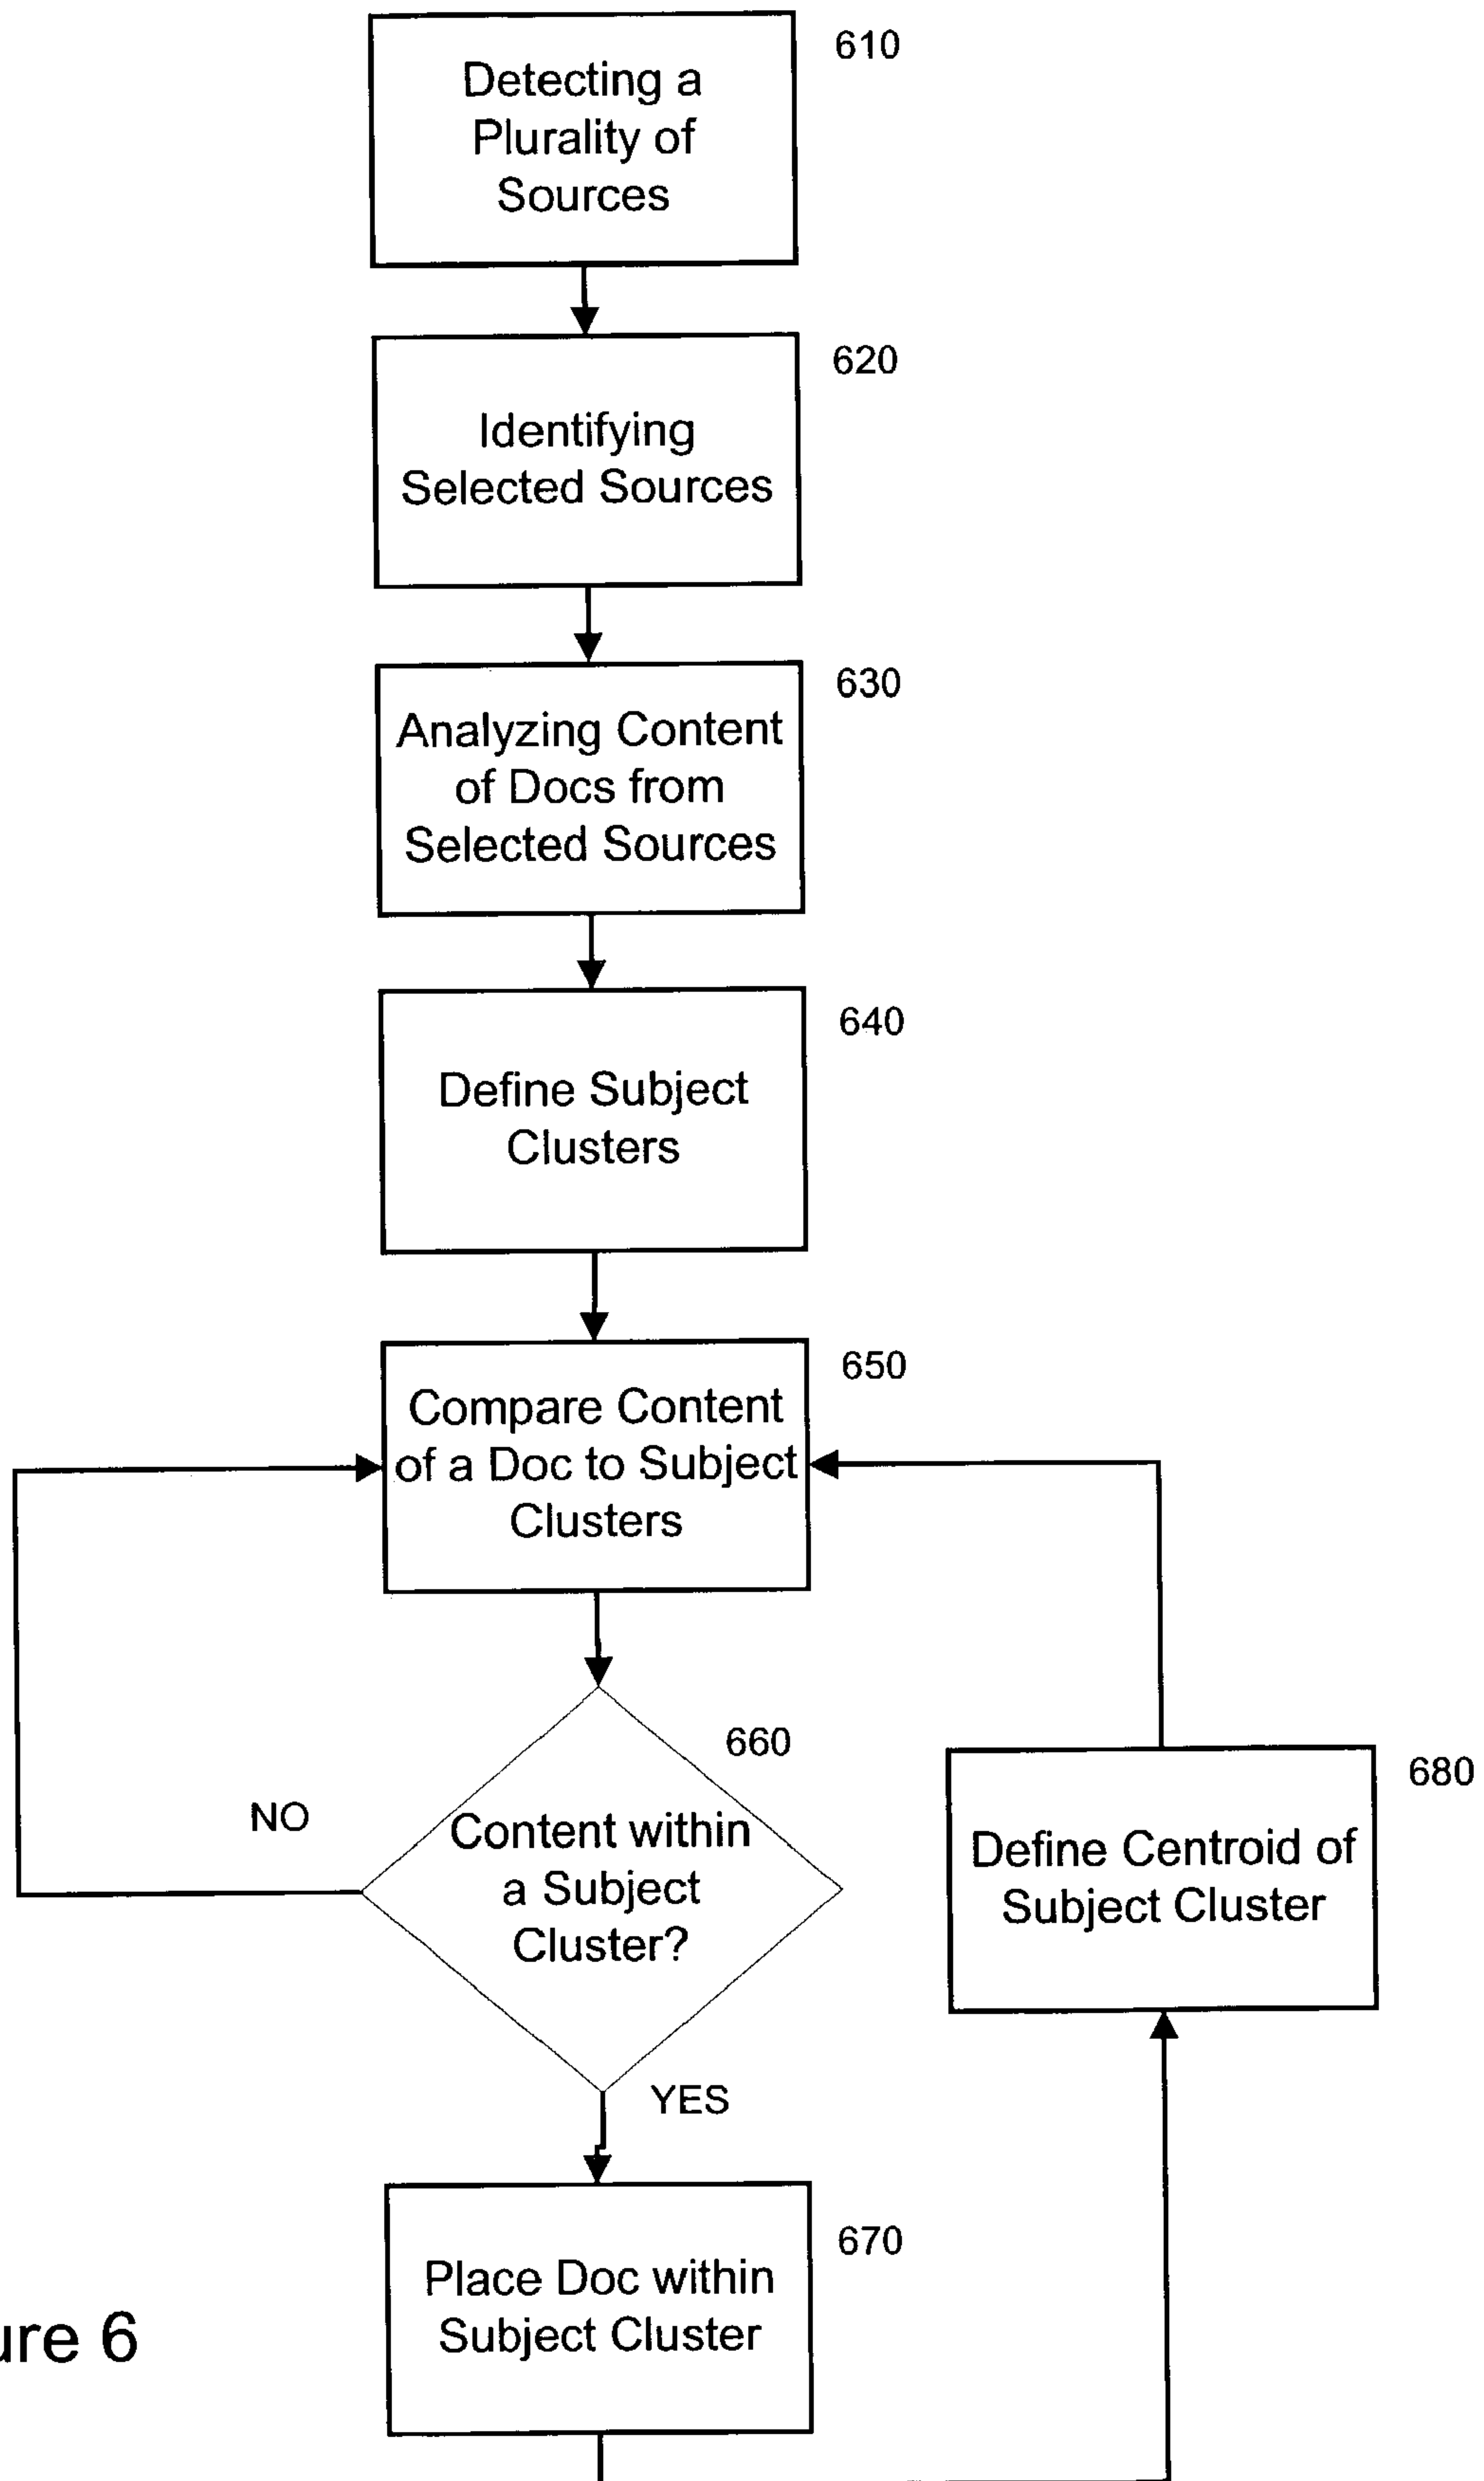 610
Detecting a
Plurality of
Sources
620
Identifying
Selected Sources
630
Analyzing Content
of Docs from
Selected Sources
640
Define Subject
Clusters
650
Compare Content
of a Doc to Subject
Clusters
660
NO
Content within
a Subject
Cluster?
680
Define Centroid of
Subject Cluster
YES
670
Place Doc within
Subject Cluster
ure 6